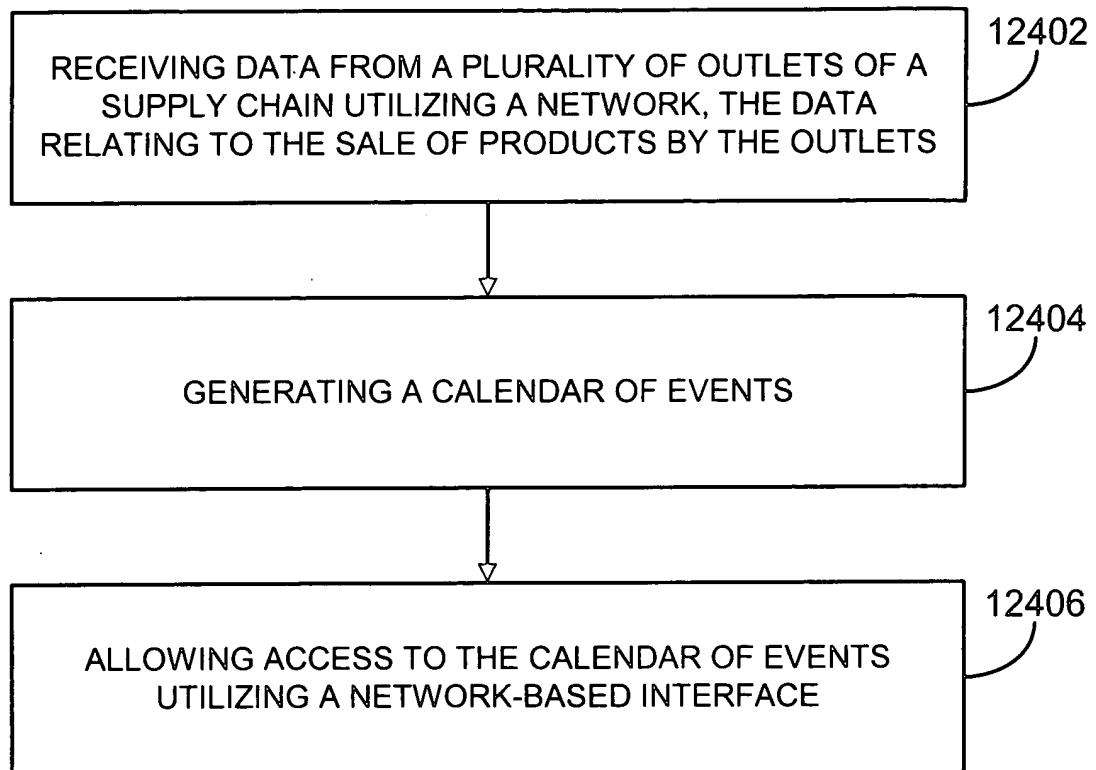 12402
RECEIVING DATA FROM A PLURALITY OF OUTLETS OF A
SUPPLY CHAIN UTILIZING A NETWORK, THE DATA
RELATING TO THE SALE OF PRODUCTS BY THE OUTLETS
12404
GENERATING A CALENDAR OF EVENTS
12406
ALLOWING ACCESS TO THE CALENDAR OF EVENTS
UTILIZING A NETWORK-BASED INTERFACE